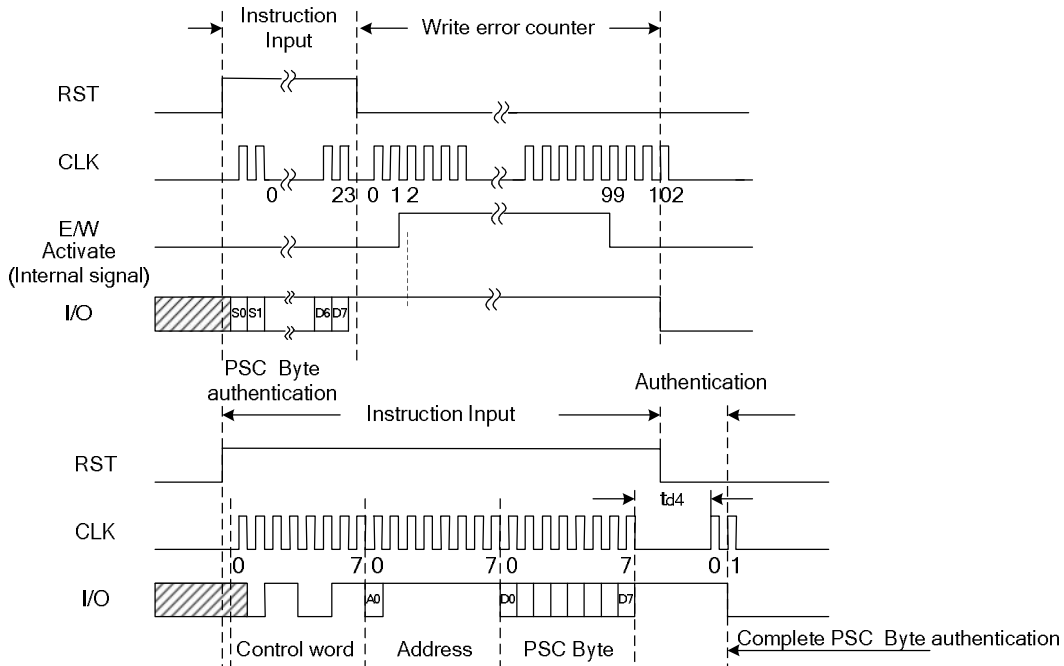 Instruction
Input
Write error counter
RST
CLK
0 23 0 1 2 99 102
E/W
Activate
(Internal signal)
I/O
S0 S1 D6 D7
PSC Byte
authentication
Authentication
Instruction Input
RST
td4
CLK
0 7 0 7 0 7 0 1
I/O
A0 D0 D7
Control word Address PSC Byte
Complete PSC Byte authentication